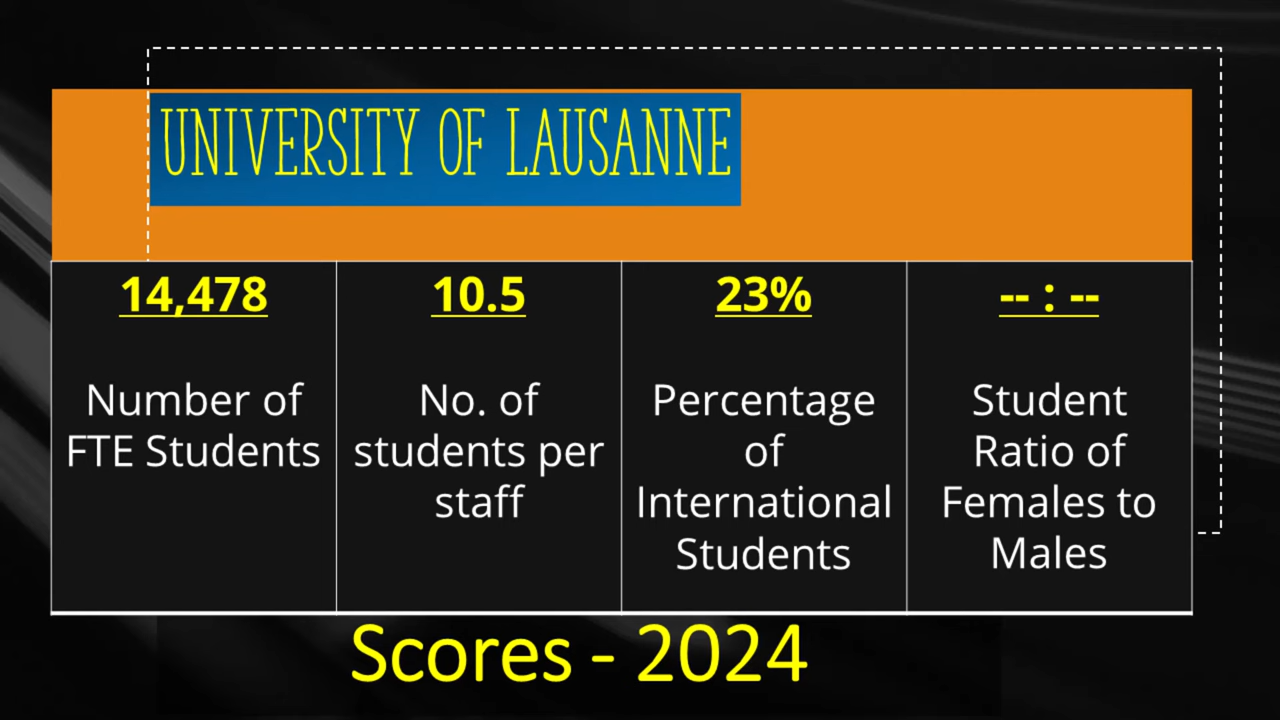 UNIVERSITY OF LAUSANNE
14,478
Number of
FTE Students
10.5
No. of
students per
staff
23%
Percentage
of
International
Students
-- : --
Student
Ratio of
Females to
Males
Scores - 2024